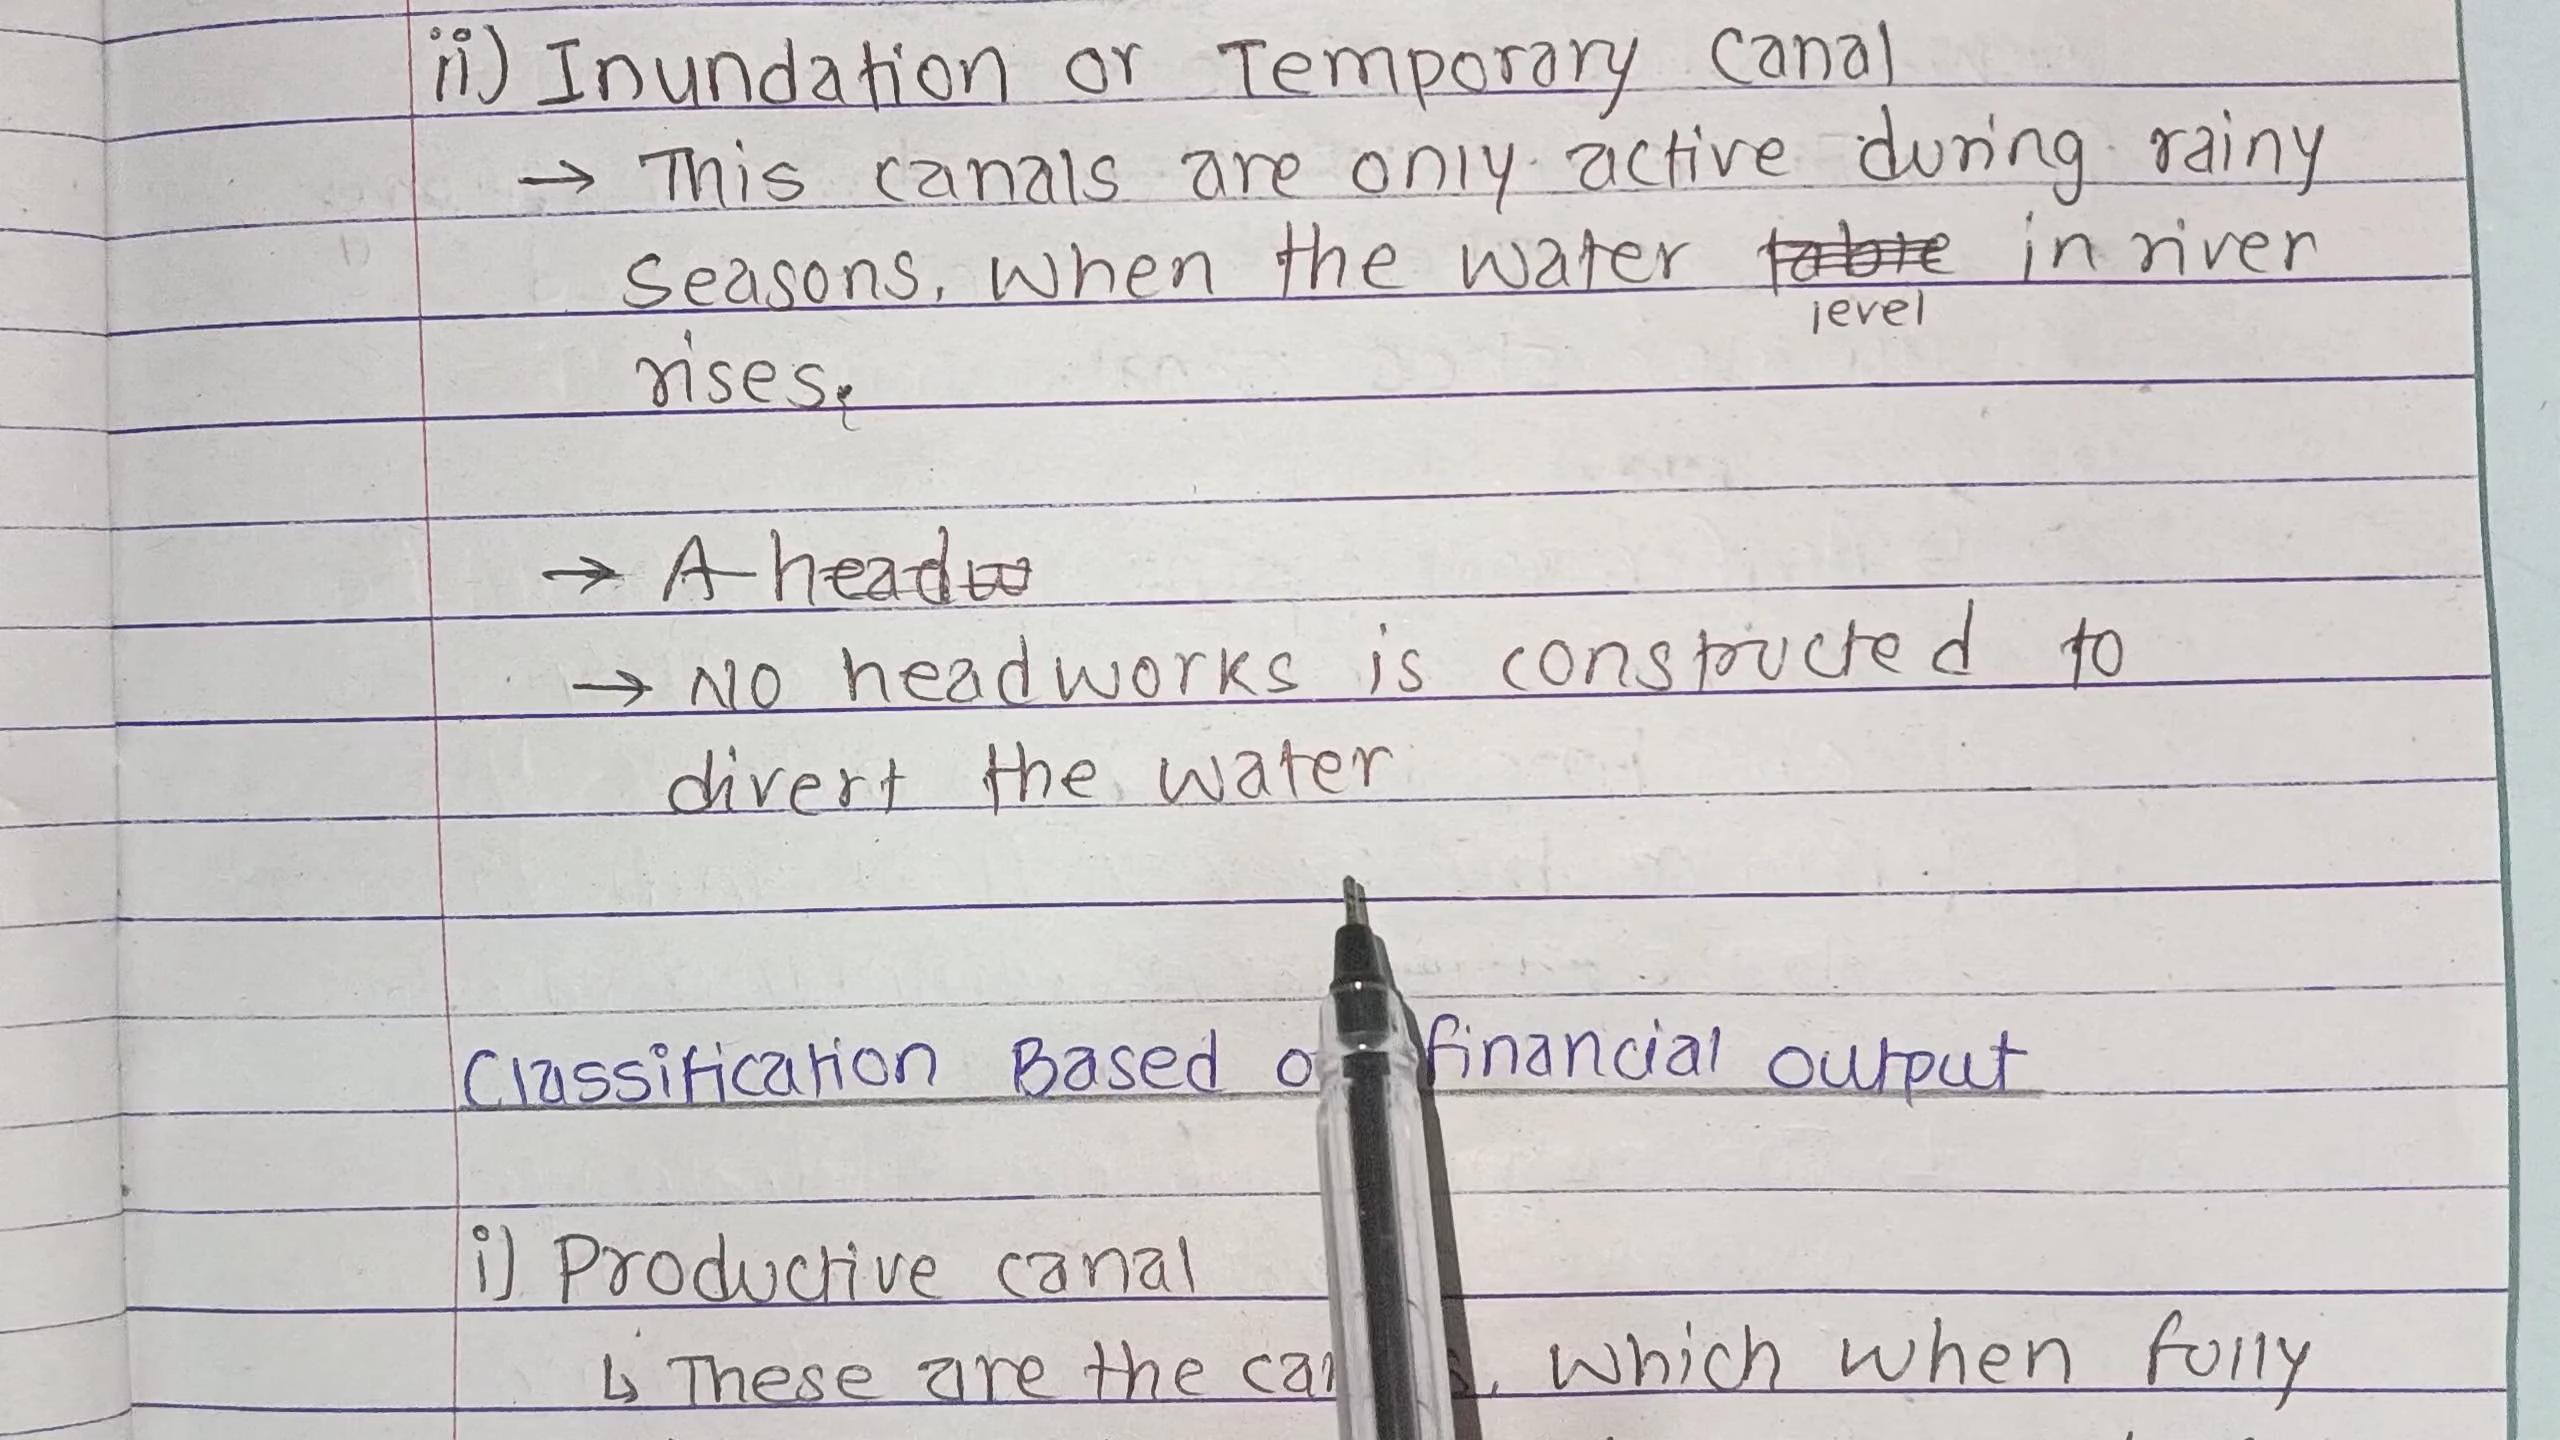 ii) Inundation or Temporary Canal
→ This canals are only active during rainy
seasons, when the water table in river
level
rises.
→ A head w
→ No headworks is constructed to
divert the water
Classification Based financial output
i) Productive canal
↳ These are the which when fully